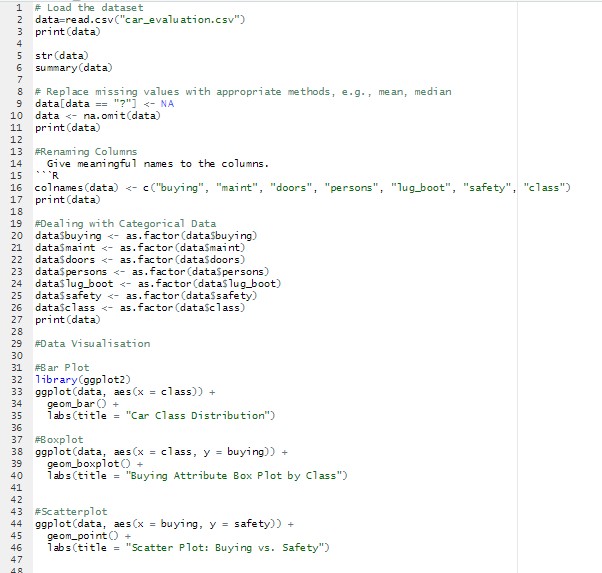 1 # Load the dataset
2 data=read.csv("car_evaluation.csv")
3 print(data)
4
5 str(data)
6 summary(data)
7
8 # Replace missing values with appropriate methods, e.g., mean, median
9 data[data == "?"] <- NA
10 data <- na.omit(data)
11 print(data)
12
13 #Renaming Columns
14   Give meaningful names to the columns.
15 ```R
16 colnames(data) <- c("buying", "maint", "doors", "persons", "lug_boot", "safety", "class")
17 print(data)
18
19 #Dealing with Categorical Data
20 data$buying <- as.factor(data$buying)
21 data$maint <- as.factor(data$maint)
22 data$doors <- as.factor(data$doors)
23 data$persons <- as.factor(data$persons)
24 data$lug_boot <- as.factor(data$lug_boot)
25 data$safety <- as.factor(data$safety)
26 data$class <- as.factor(data$class)
27 print(data)
28
29 #Data Visualisation
30
31 #Bar Plot
32 library(ggplot2)
33 ggplot(data, aes(x = class)) +
34   geom_bar() +
35   labs(title = "Car Class Distribution")
36
37 #Boxplot
38 ggplot(data, aes(x = class, y = buying)) +
39   geom_boxplot() +
40   labs(title = "Buying Attribute Box Plot by Class")
41
42
43 #Scatterplot
44 ggplot(data, aes(x = buying, y = safety)) +
45   geom_point() +
46   labs(title = "Scatter Plot: Buying vs. Safety")
47
48